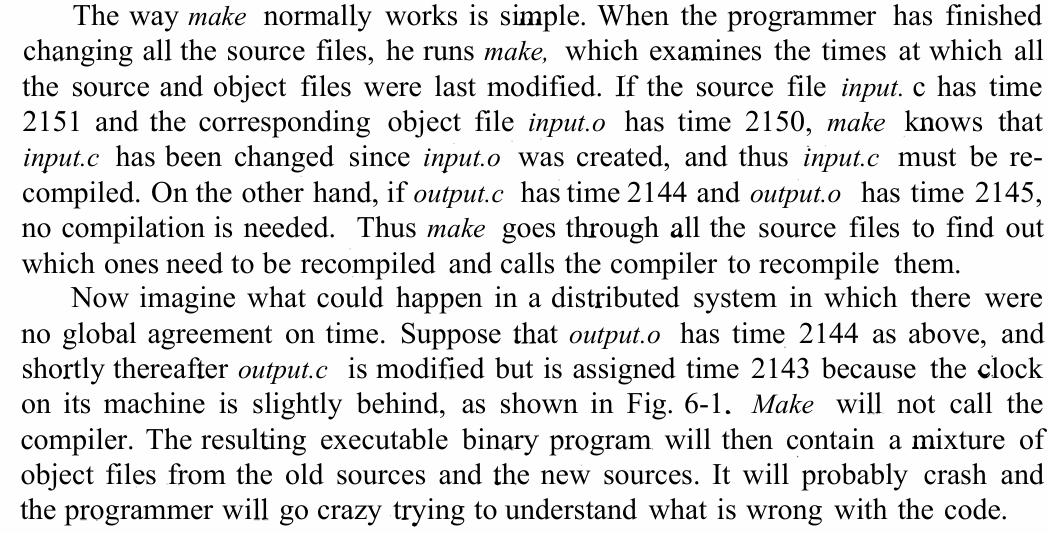 The way make normally works is simple. When the programmer has finished
changing all the source files, he runs make, which examines the times at which all
the source and object files were last modified. If the source file input. c has time
2151 and the corresponding object file input.o has time 2150, make knows that
input.c has been changed since input.o was created, and thus input.c must be re-
compiled. On the other hand, if output.c has time 2144 and output.o has time 2145,
no compilation is needed. Thus make goes through all the source files to find out
which ones need to be recompiled and calls the compiler to recompile them.
Now imagine what could happen in a distributed system in which there were
no global agreement on time. Suppose that output.o has time 2144 as above, and
shortly thereafter output.c is modified but is assigned time 2143 because the clock
on its machine is slightly behind, as shown in Fig. 6-1. Make will not call the
compiler. The resulting executable binary program will then contain a mixture of
object files from the old sources and the new sources. It will probably crash and
the programmer will go crazy trying to understand what is wrong with the code.